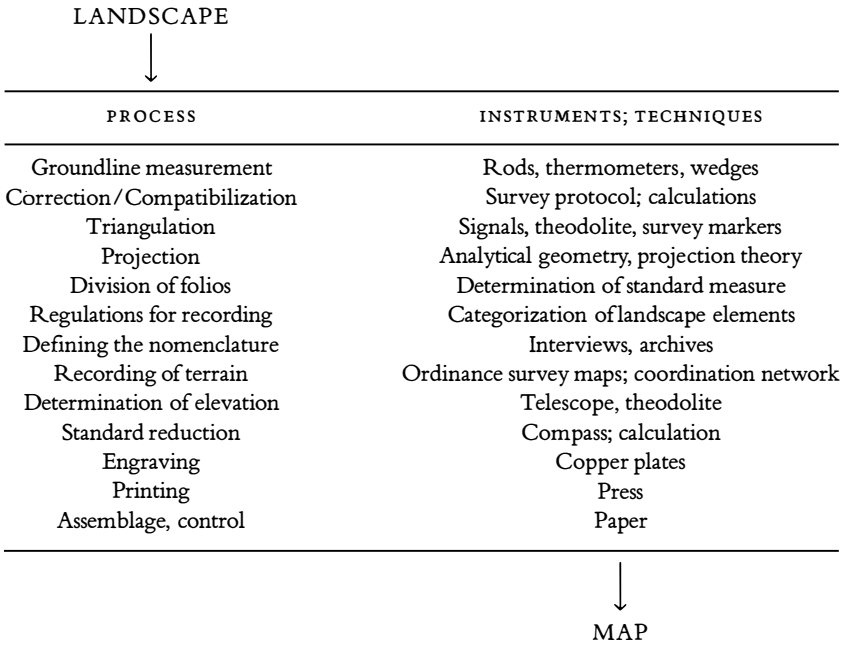 LANDSCAPE
PROCESS INSTRUMENTS; TECHNIQUES
Groundline measurement Rods, thermometers, wedges
Correction/Compatibilization Survey protocol; calculations
Triangulation Signals, theodolite, survey markers
Projection Analytical geometry, projection theory
Division of folios Determination of standard measure
Regulations for recording Categorization of landscape elements
Defining the nomenclature Interviews, archives
Recording of terrain Ordinance survey maps; coordination network
Determination of elevation Telescope, theodolite
Standard reduction Compass; calculation
Engraving Copper plates
Printing Press
Assemblage, control Paper
MAP